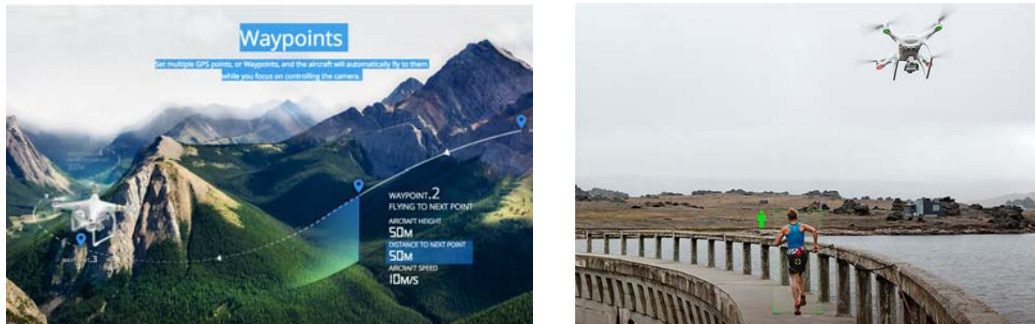 Waypoints
Set multiple GPS points, or Waypoints, and the aircraft will automatically fly to them
while you focus on controlling the camera.
WAYPOINT.2
FLYING TO NEXT POINT
AIRCRAFT HEIGHT
50M
DISTANCE TO NEXT POINT
50M
AIRCRAFT SPEED
10M/S